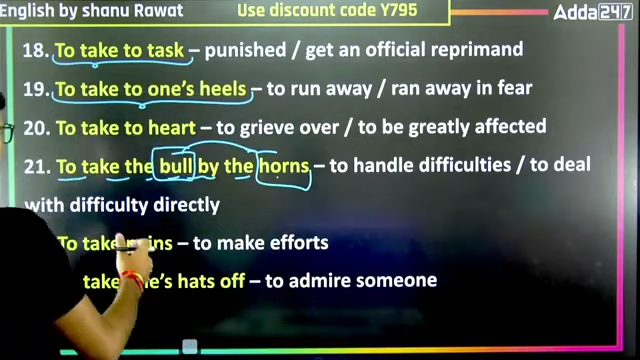 English by shanu Rawat
Use discount code Y795
Adda247
18. To take to task – punished / get an official reprimand
19. To take to one's heels – to run away / ran away in fear
20. To take to heart – to grieve over / to be greatly affected
21. To take the bull by the horns – to handle difficulties / to deal
with difficulty directly
To take – to make efforts
take hats off – to admire someone